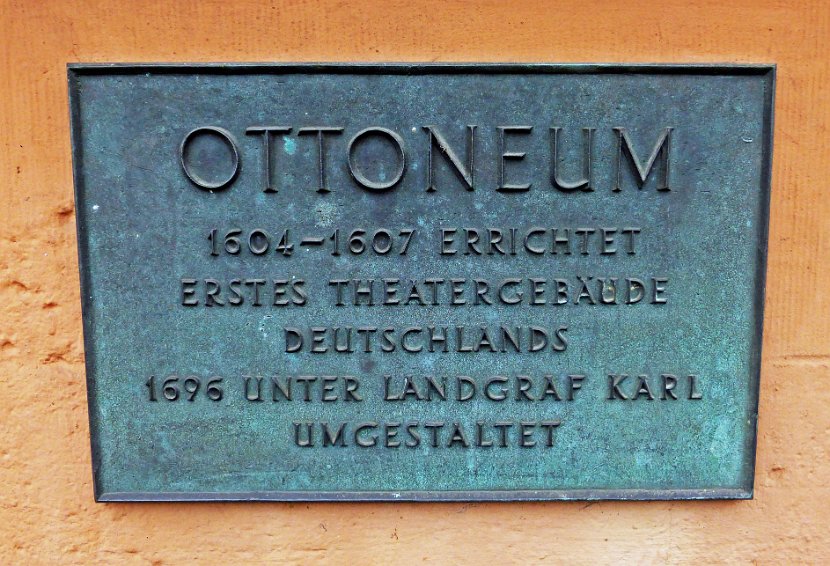 OTTONEUM
1604–1607 ERRICHTET
ERSTES THEATERGEBÄUDE
DEUTSCHLANDS
1696 UNTER LANDGRAF KARL
UMGESTALTET